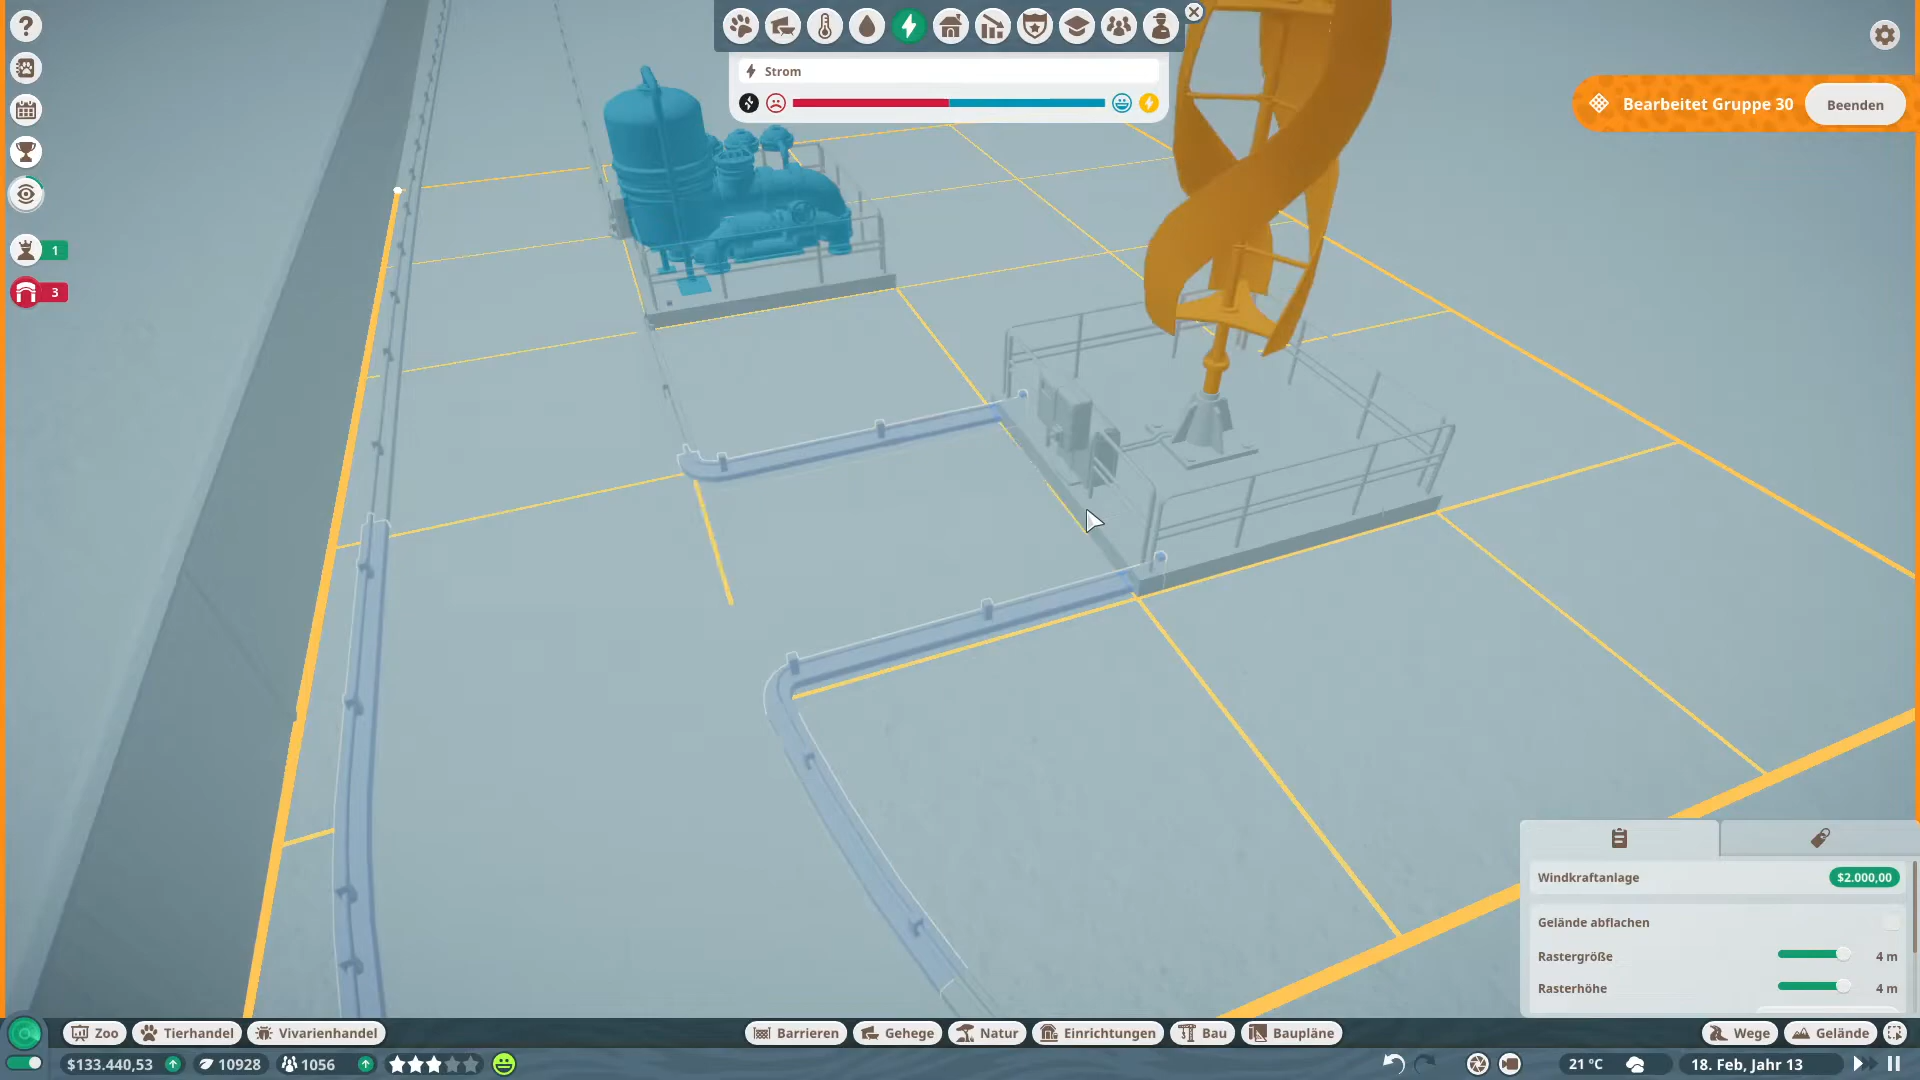 Strom
Bearbeitet Gruppe 30
Beenden
1
3
Windkraftanlage
$2.000,00
Gelände abflachen
Rastergröße
4 m
Rasterhöhe
4 m
Zoo
Tierhandel
Vivarienhandel
Barrieren
Gehege
Natur
Einrichtungen
Bau
Baupläne
Wege
Gelände
$133.440,53
10928
1056
21 °C
18. Feb, Jahr 13